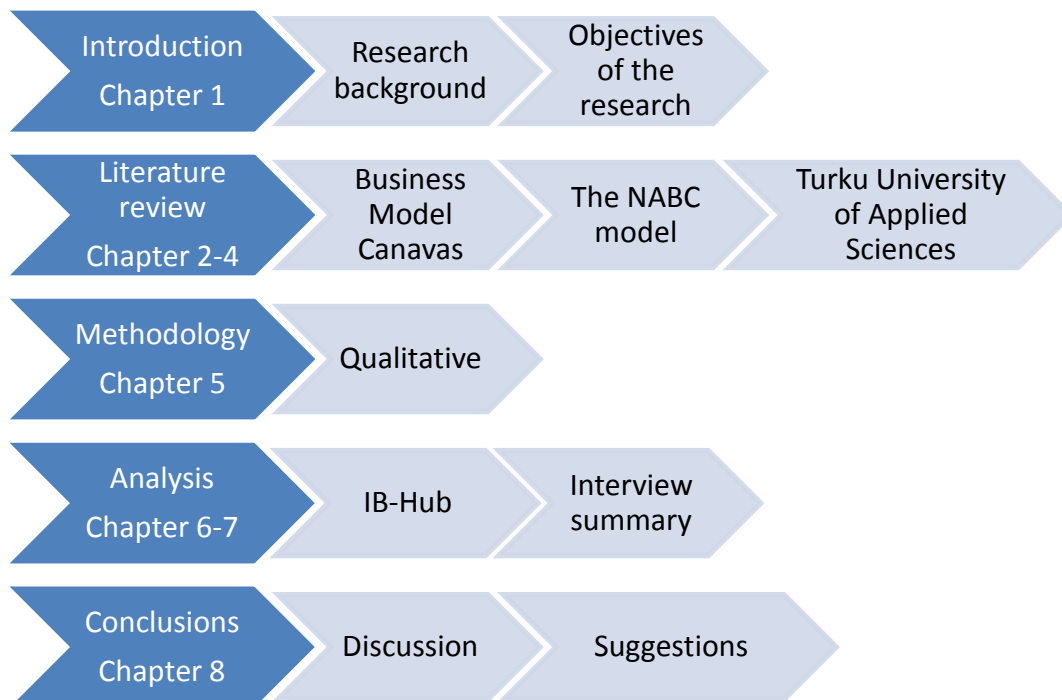 Introduction
Chapter 1
Research
background
Objectives
of the
research
Literature
review
Chapter 2-4
Business
Model
Canavas
The NABC
model
Turku University
of Applied
Sciences
Methodology
Chapter 5
Qualitative
Analysis
Chapter 6-7
IB-Hub
Interview
summary
Conclusions
Chapter 8
Discussion
Suggestions